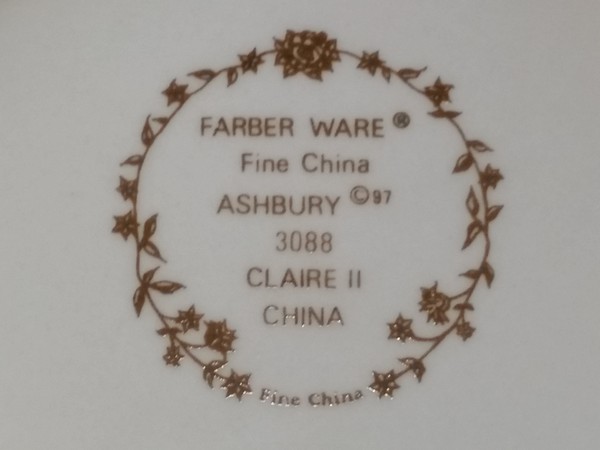 FARBER WARE®
Fine China
ASHBURY ©97
3088
CLAIRE II
CHINA
Fine China